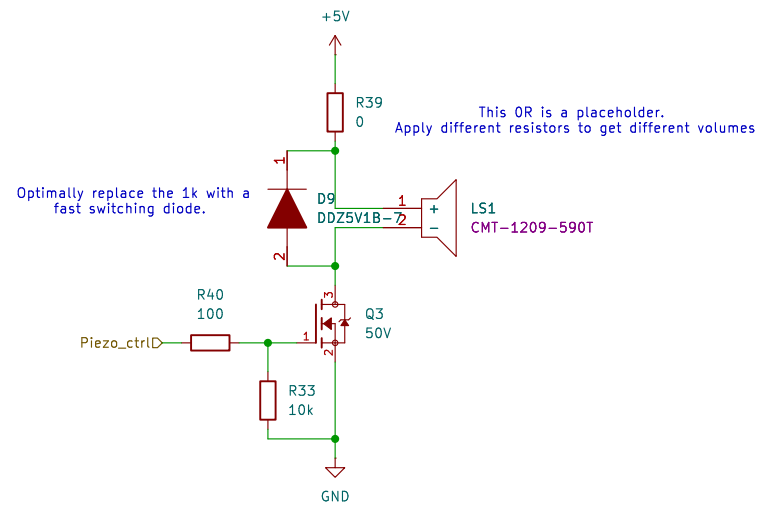 +5V
R39
0
This 0R is a placeholder.
Apply different resistors to get different volumes
1
Optimally replace the 1k with a
fast switching diode.
D9
DDZ5V1B-7
1
2
+
-
LS1
CMT-1209-590T
2
R40
100
3
Q3
50V
Piezo_ctrl
1
2
R33
10k
GND